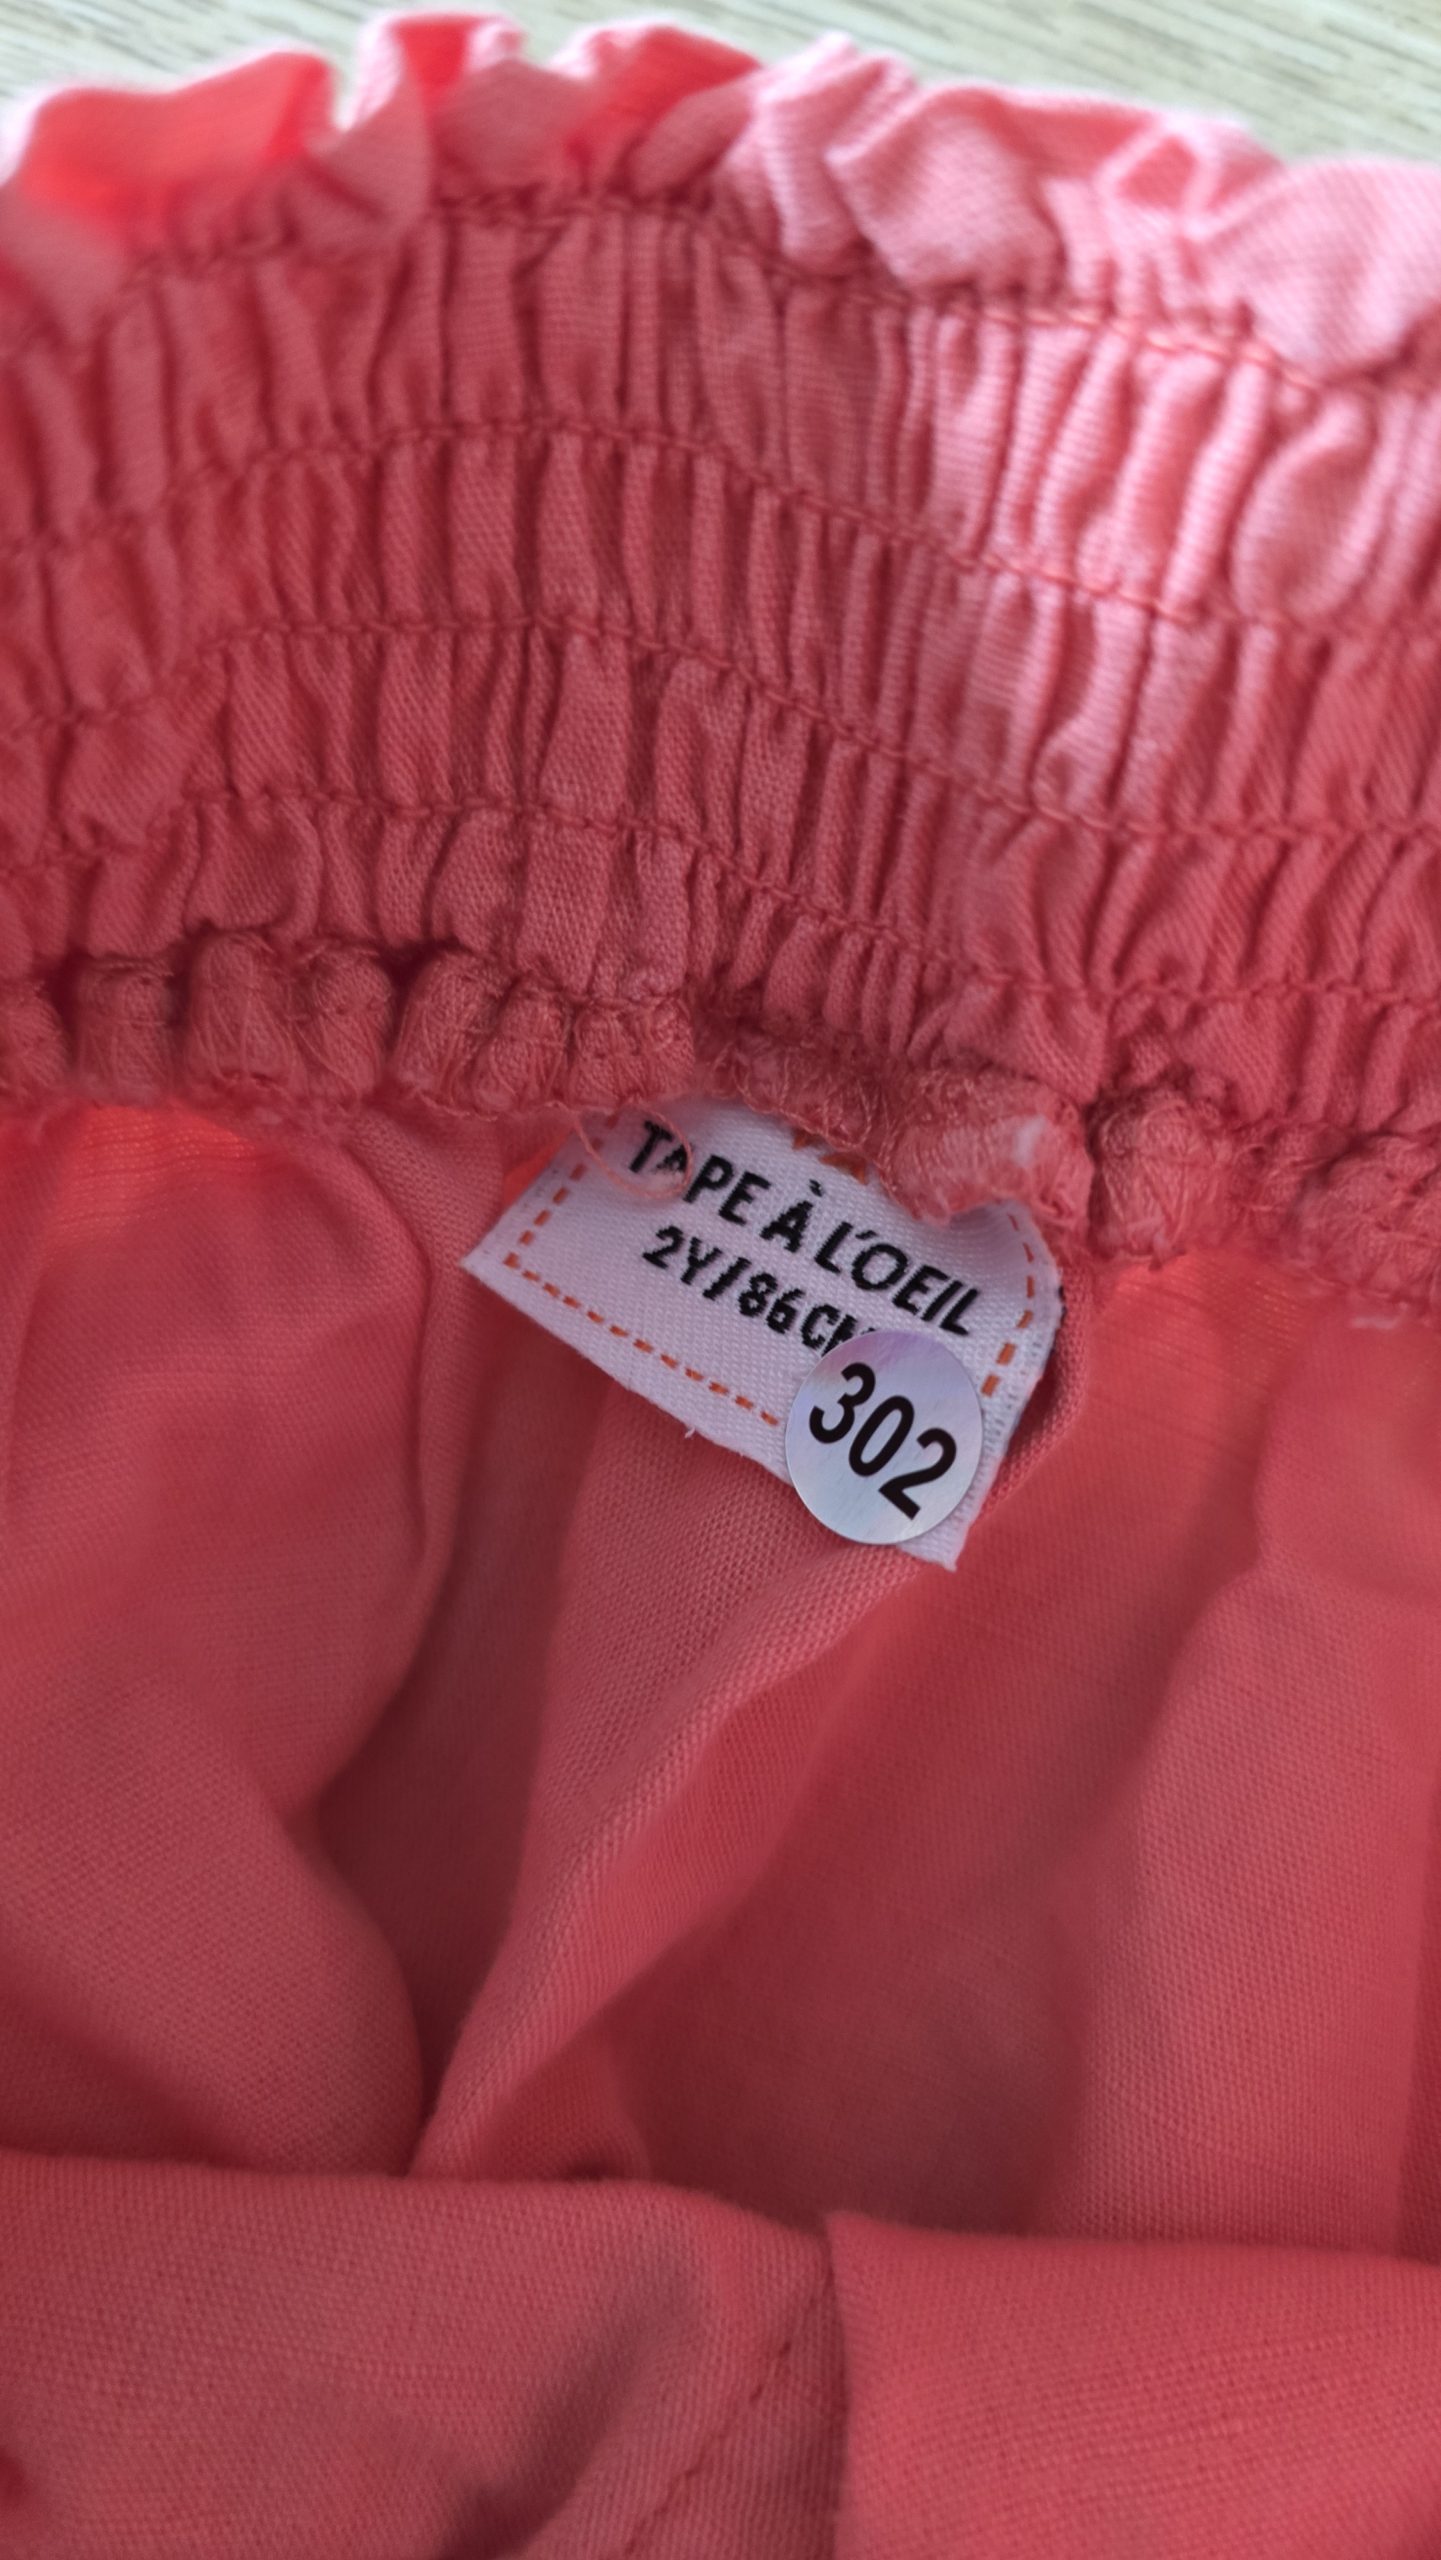 TAPE À L'OEIL
2Y/86CM
302